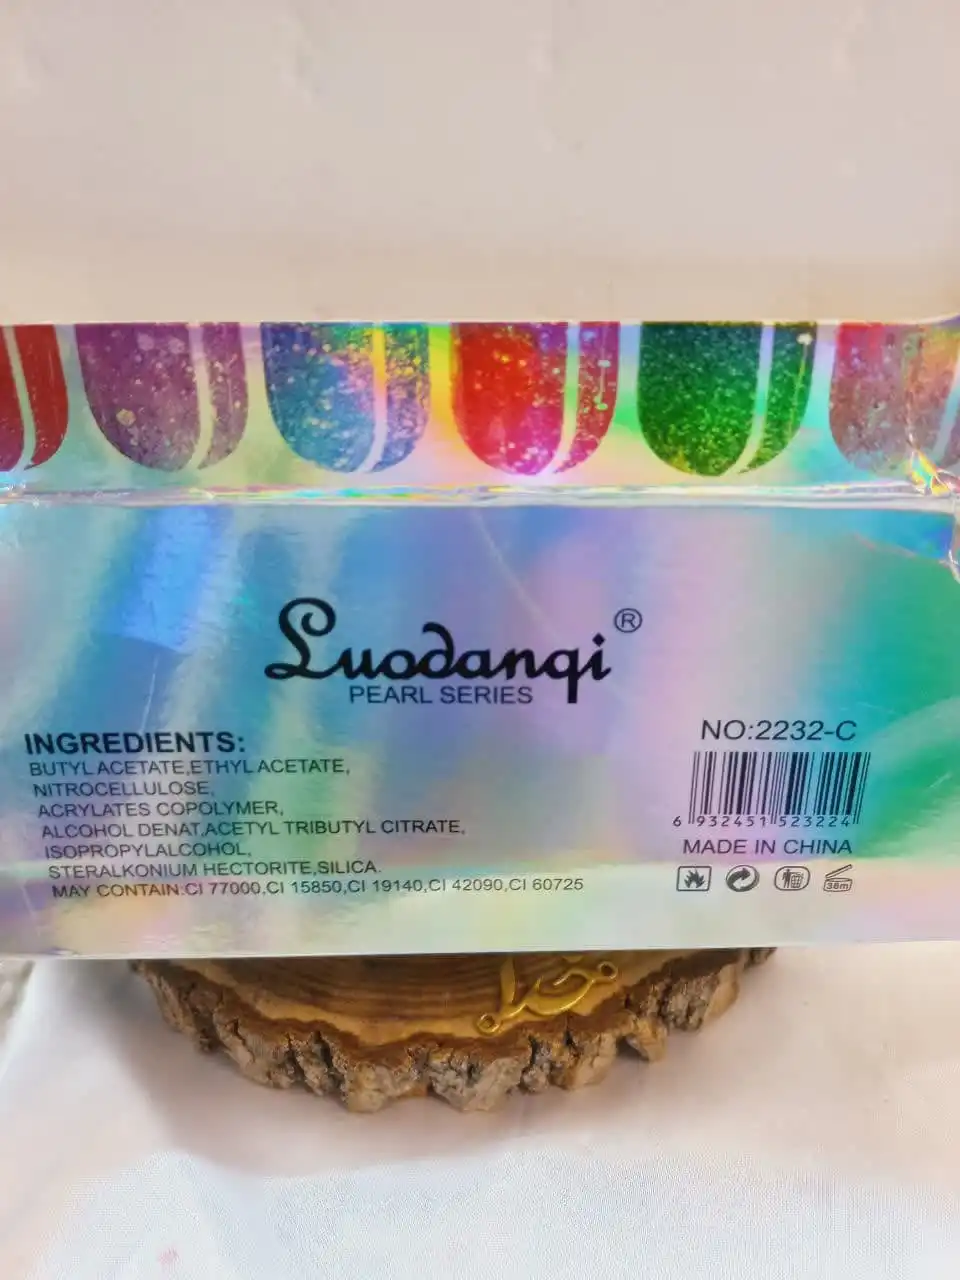 Luodanqi®
PEARL SERIES
INGREDIENTS:
BUTYL ACETATE,ETHYL ACETATE,
NITROCELLULOSE,
ACRYLATES COPOLYMER,
ALCOHOL DENAT,ACETYL TRIBUTYL CITRATE,
ISOPROPYLALCOHOL,
STERALKONIUM HECTORITE,SILICA.
MAY CONTAIN:CI 77000,CI 15850,CI 19140,CI 42090,CI 60725
NO:2232-C
6 932451 523224
MADE IN CHINA
36m
خدا